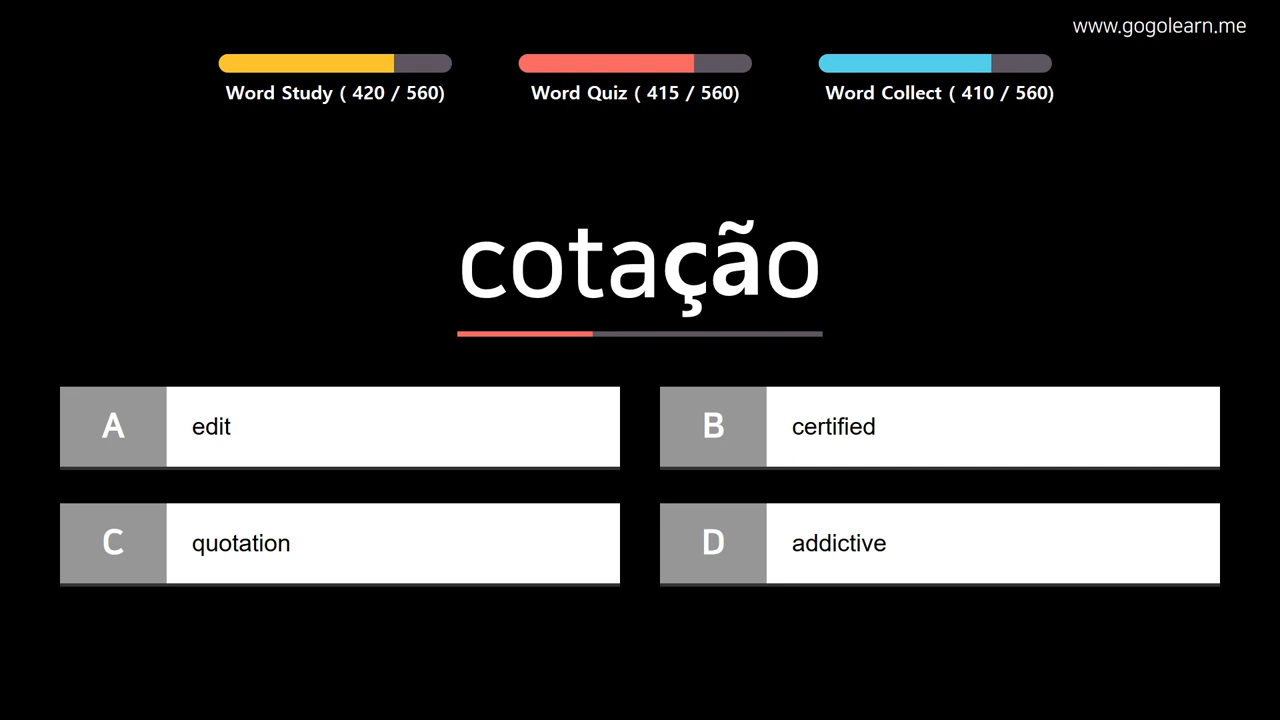 www.gogolearn.me
Word Study ( 420 / 560)
Word Quiz ( 415 / 560)
Word Collect ( 410 / 560)
cotação
A edit
B certified
C quotation
D addictive